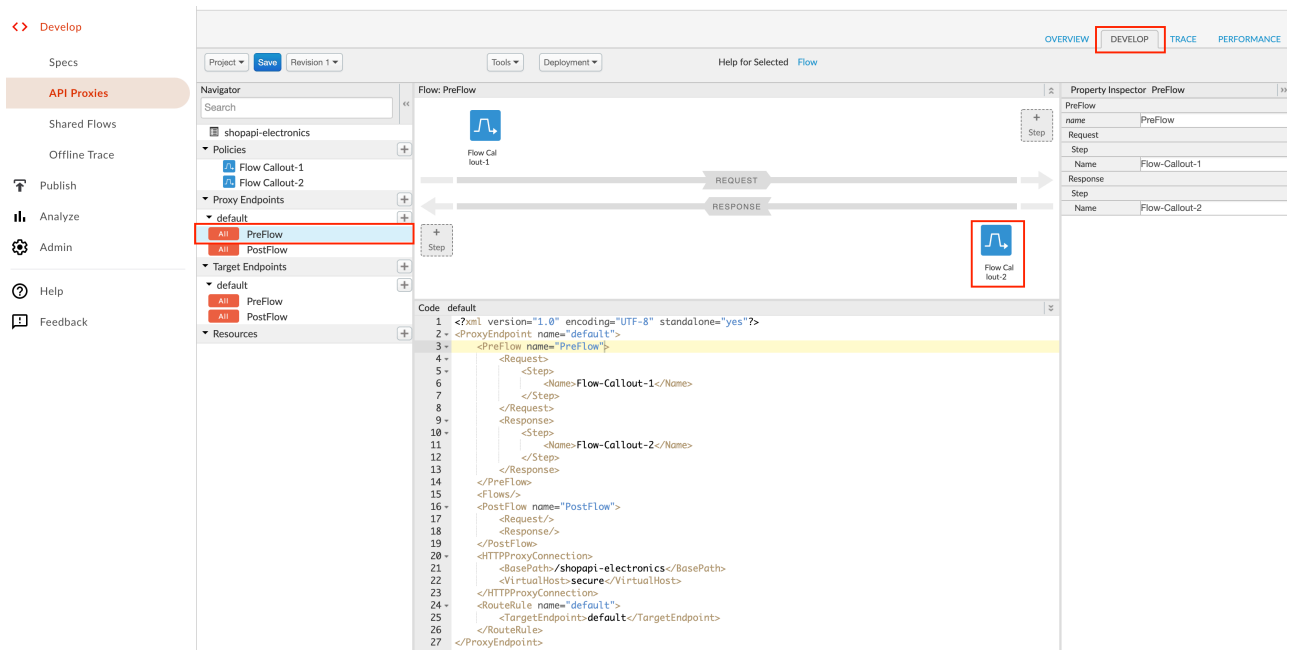 <> Develop
Specs
API Proxies
Shared Flows
Offline Trace
Publish
Analyze
Admin
Help
Feedback
OVERVIEW DEVELOP TRACE PERFORMANCE
Project Save Revision 1 Tools Deployment Help for Selected Flow
Navigator
Search
shopapi-electronics
Policies
Flow Callout-1
Flow Callout-2
Proxy Endpoints
default
All PreFlow
All PostFlow
Target Endpoints
default
All PreFlow
All PostFlow
Resources
Flow: PreFlow
Flow Cal
lout-1
+
Step
REQUEST
RESPONSE
+
Step
Flow Cal
lout-2
Code default
1 <?xml version="1.0" encoding="UTF-8" standalone="yes"?>
2 <ProxyEndpoint name="default">
3 <PreFlow name="PreFlow">
4 <Request>
5 <Step>
6 <Name>Flow-Callout-1</Name>
7 </Step>
8 </Request>
9 <Response>
10 <Step>
11 <Name>Flow-Callout-2</Name>
12 </Step>
13 </Response>
14 </PreFlow>
15 <Flows/>
16 <PostFlow name="PostFlow">
17 <Request/>
18 <Response/>
19 </PostFlow>
20 <HTTPProxyConnection>
21 <BasePath>/shopapi-electronics</BasePath>
22 <VirtualHost>secure</VirtualHost>
23 </HTTPProxyConnection>
24 <RouteRule name="default">
25 <TargetEndpoint>default</TargetEndpoint>
26 </RouteRule>
27 </ProxyEndpoint>
Property Inspector PreFlow
PreFlow
name PreFlow
Request
Step
Name Flow-Callout-1
Response
Step
Name Flow-Callout-2